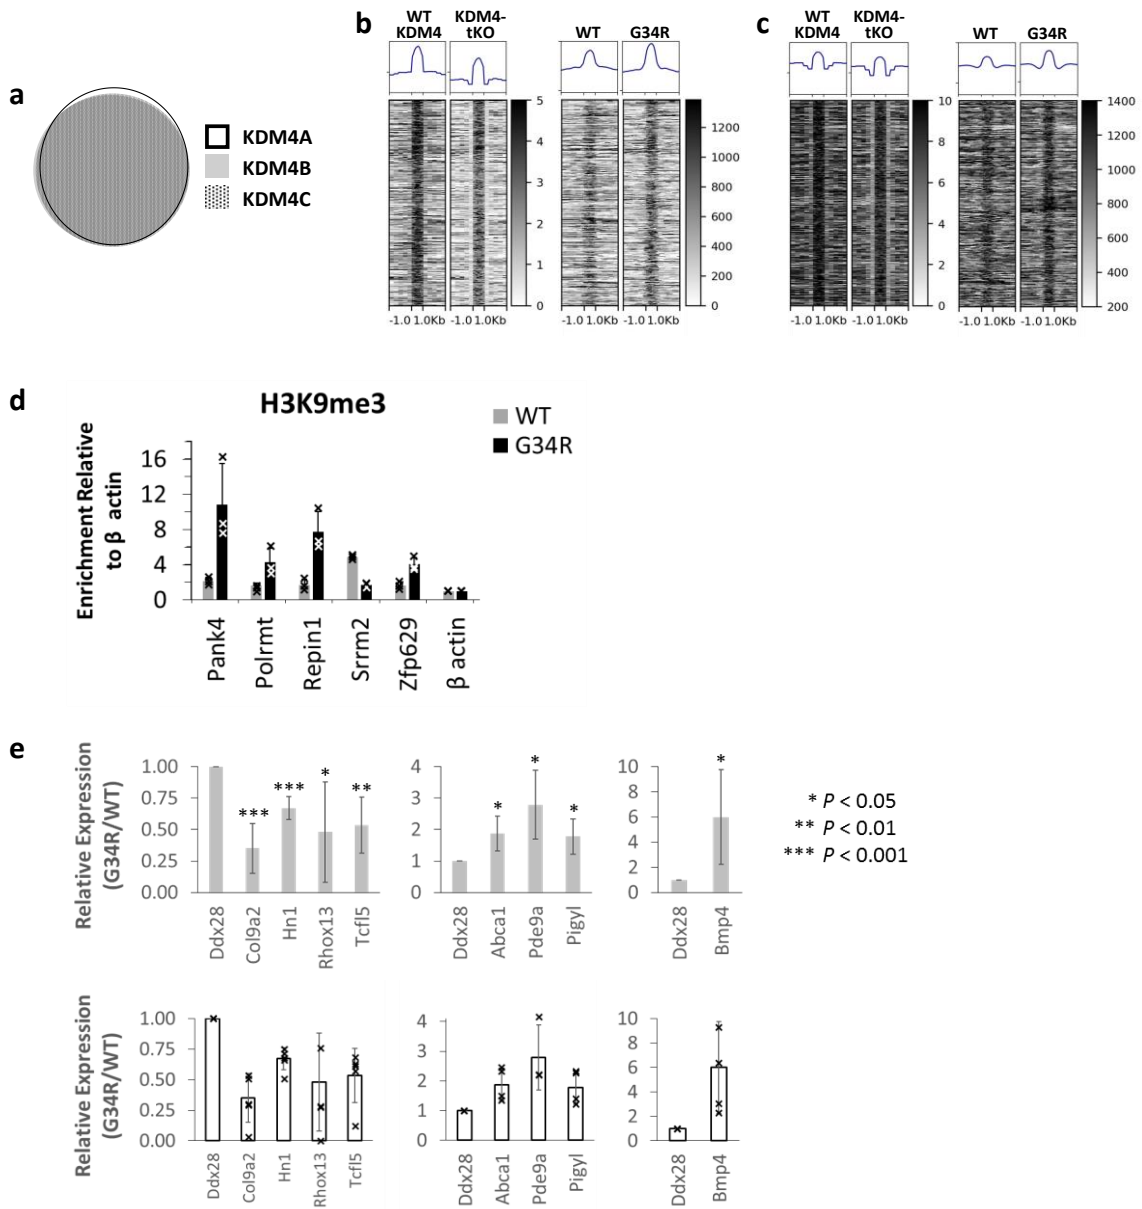 a
KDM4A
KDM4B
KDM4C
b
WT KDM4
KDM4-tKO
WT
G34R
5
4
3
2
1
0
1200
1000
800
600
400
200
0
-1.0 1.0Kb -1.0 1.0Kb
-1.0 1.0Kb -1.0 1.0Kb
c
WT KDM4
KDM4-tKO
WT
G34R
10
8
6
4
2
0
1400
1200
1000
800
600
400
200
-1.0 1.0Kb -1.0 1.0Kb
-1.0 1.0Kb -1.0 1.0Kb
d
H3K9me3
WT
G34R
Enrichment Relative
to β actin
16
12
8
4
0
Pank4
Polrmt
Repin1
Srrm2
Zfp629
β actin
e
Relative Expression
(G34R/WT)
1.00
0.75
0.50
0.25
0.00
***
***
*
**
Ddx28
Col9a2
Hn1
Rhox13
Tcfl5
4
3
2
1
0
*
*
*
Ddx28
Abca1
Pde9a
Pigyl
10
8
6
4
2
0
*
Ddx28
Bmp4
* P < 0.05
** P < 0.01
*** P < 0.001
Relative Expression
(G34R/WT)
1.00
0.75
0.50
0.25
0.00
Ddx28
Col9a2
Hn1
Rhox13
Tcfl5
4
3
2
1
0
Ddx28
Abca1
Pde9a
Pigyl
10
8
6
4
2
0
Ddx28
Bmp4